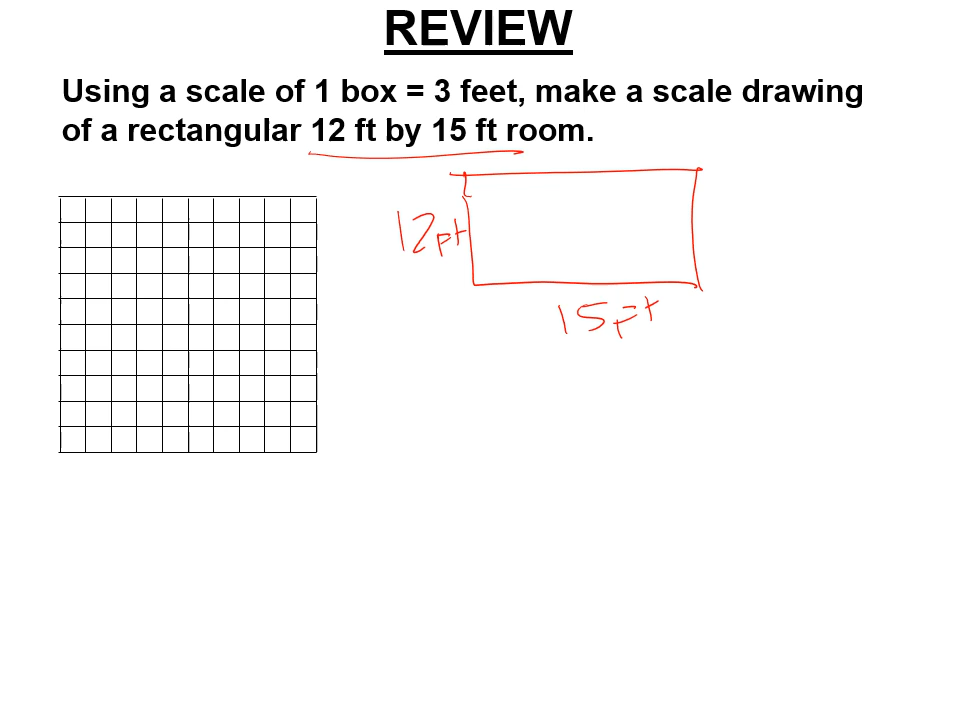 REVIEW
Using a scale of 1 box = 3 feet, make a scale drawing
of a rectangular 12 ft by 15 ft room.
12ft
15ft